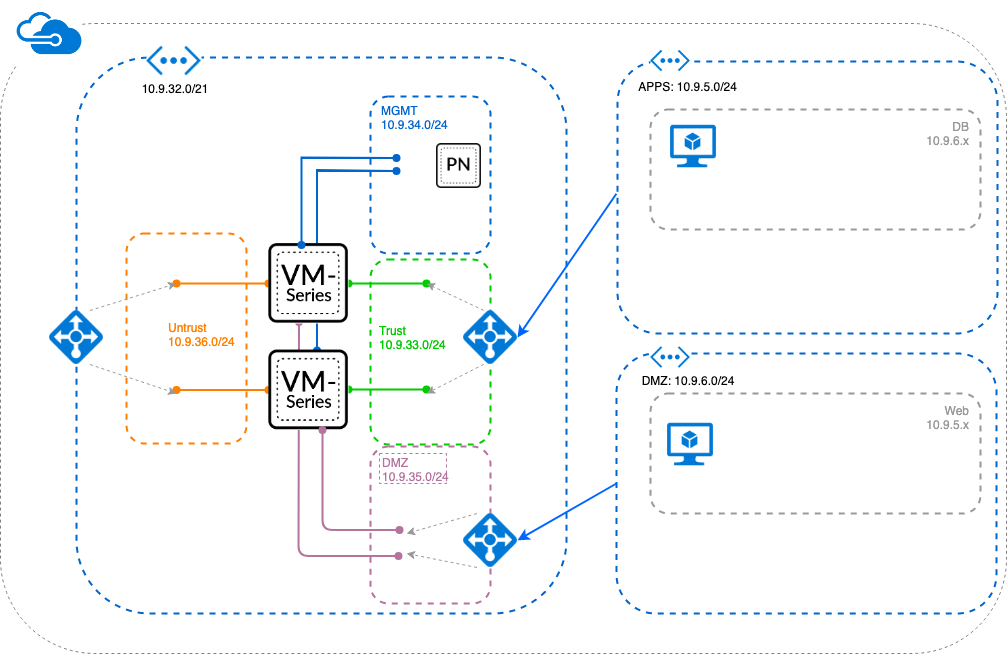 10.9.32.0/21
MGMT
10.9.34.0/24
PN
VM-
Series
Untrust
10.9.36.0/24
Trust
10.9.33.0/24
VM-
Series
DMZ
10.9.35.0/24
APPS: 10.9.5.0/24
DB
10.9.6.x
DMZ: 10.9.6.0/24
Web
10.9.5.x